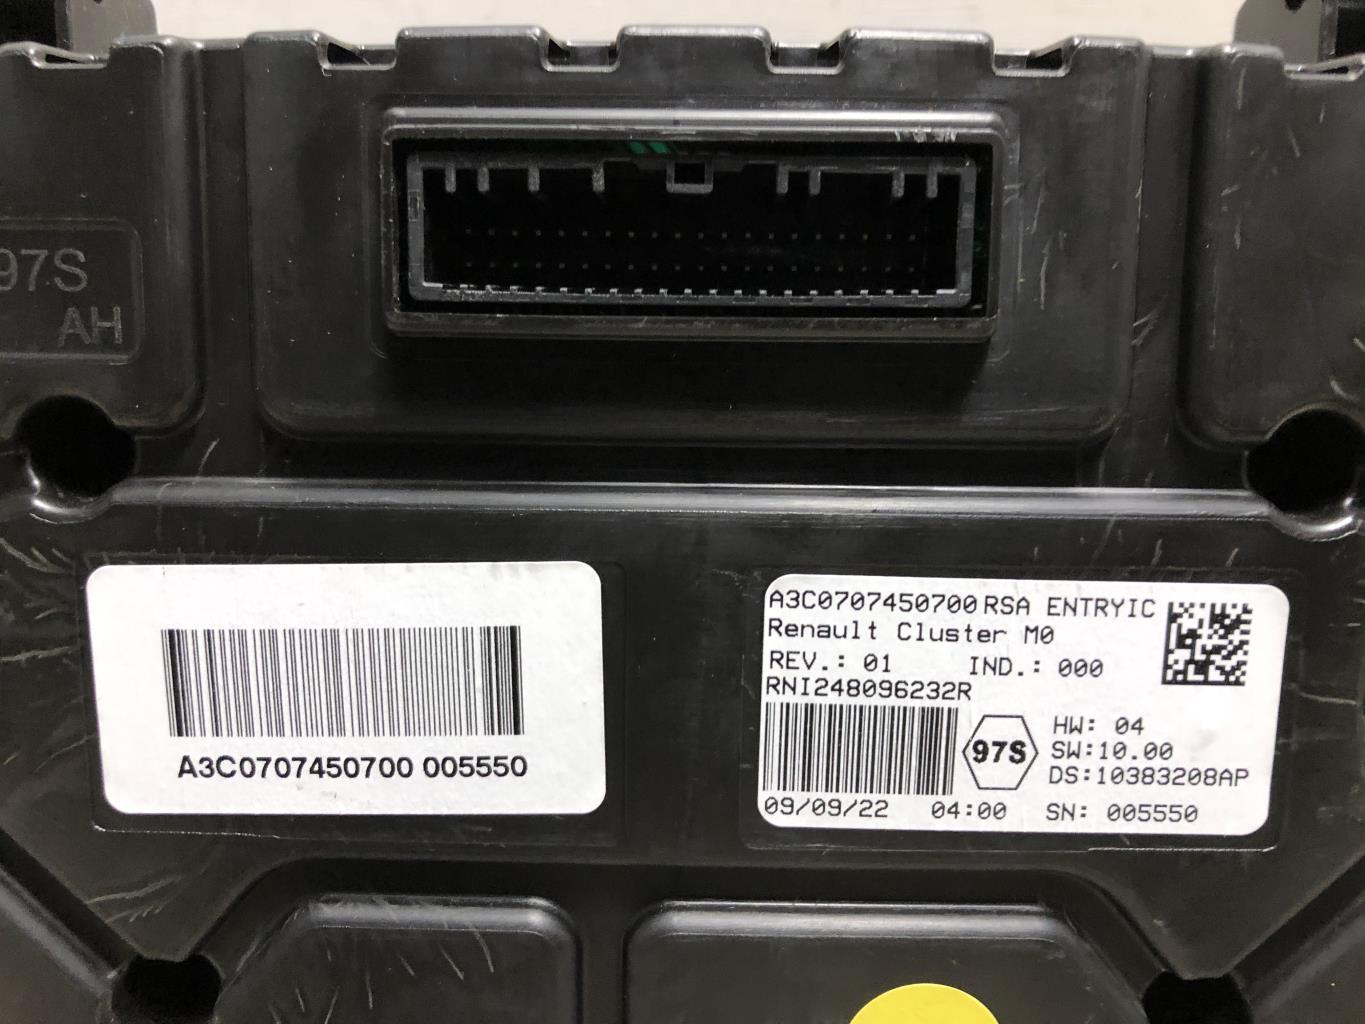 97S
AH
A3C0707450700 005550
A3C0707450700 RSA ENTRYIC
Renault Cluster M0
REV.: 01 IND.: 000
RNI248096232R
97S
HW: 04
SW:10.00
DS:10383208AP
09/09/22 04:00 SN: 005550